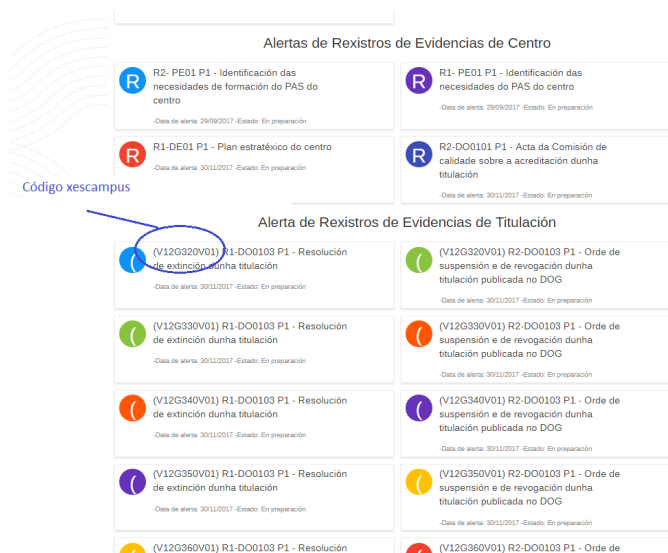 Alertas de Rexistros de Evidencias de Centro
R
R2- PE01 P1 - Identificación das
necesidades de formación do PAS do
centro
-Data de alerta: 29/09/2017 -Estado: En preparación
R
R1- PE01 P1 - Identificación das
necesidades do PAS do centro
-Data de alerta: 29/09/2017 -Estado: En preparación
R
R1-DE01 P1 - Plan estratéxico do centro
-Data de alerta: 30/11/2017 -Estado: En preparación
R
R2-DO0101 P1 - Acta da Comisión de
calidade sobre a acreditación dunha
titulación
-Data de alerta: 30/11/2017 -Estado: En preparación
Código xescampus
Alerta de Rexistros de Evidencias de Titulación
(
(V12G320V01) R1-DO0103 P1 - Resolución
de extinción dunha titulación
-Data de alerta: 30/11/2017 -Estado: En preparación
(
(V12G320V01) R2-DO0103 P1 - Orde de
suspensión e de revogación dunha
titulación publicada no DOG
-Data de alerta: 30/11/2017 -Estado: En preparación
(
(V12G330V01) R1-DO0103 P1 - Resolución
de extinción dunha titulación
-Data de alerta: 30/11/2017 -Estado: En preparación
(
(V12G330V01) R2-DO0103 P1 - Orde de
suspensión e de revogación dunha
titulación publicada no DOG
-Data de alerta: 30/11/2017 -Estado: En preparación
(
(V12G340V01) R1-DO0103 P1 - Resolución
de extinción dunha titulación
-Data de alerta: 30/11/2017 -Estado: En preparación
(
(V12G340V01) R2-DO0103 P1 - Orde de
suspensión e de revogación dunha
titulación publicada no DOG
-Data de alerta: 30/11/2017 -Estado: En preparación
(
(V12G350V01) R1-DO0103 P1 - Resolución
de extinción dunha titulación
-Data de alerta: 30/11/2017 -Estado: En preparación
(
(V12G350V01) R2-DO0103 P1 - Orde de
suspensión e de revogación dunha
titulación publicada no DOG
-Data de alerta: 30/11/2017 -Estado: En preparación
(
(V12G360V01) R1-DO0103 P1 - Resolución
(
(V12G360V01) R2-DO0103 P1 - Orde de